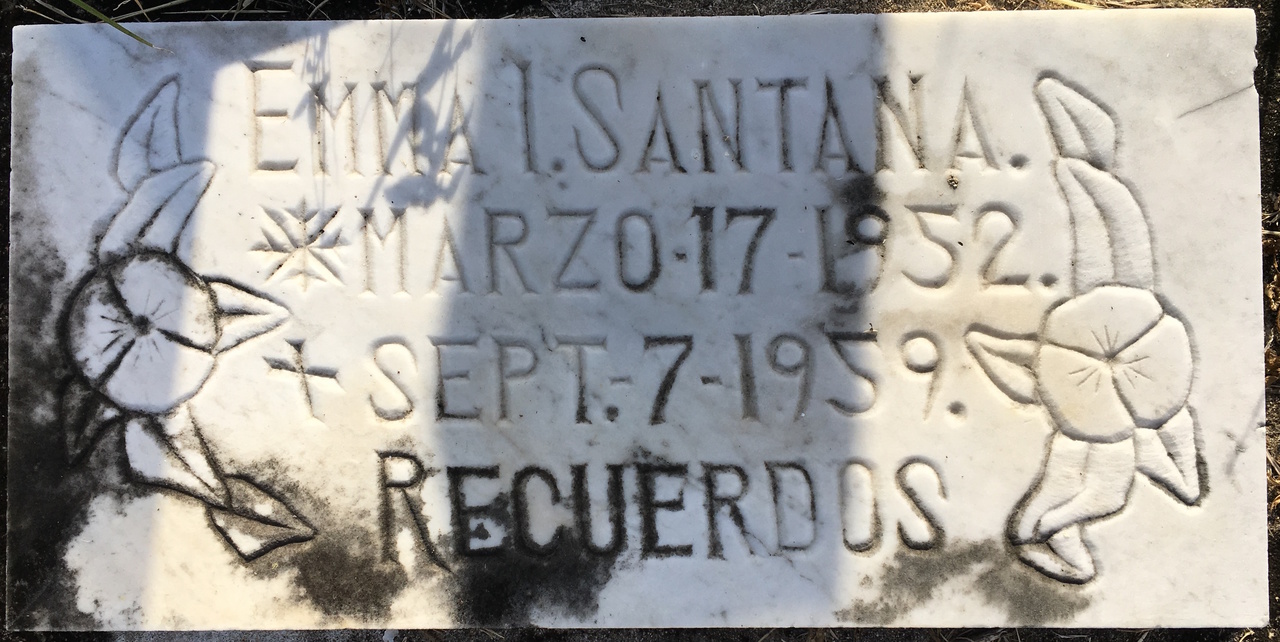 EMMA I. SANTANA.
* MARZO·17-1952.
✝ SEPT.-7-1959.
RECUERDOS